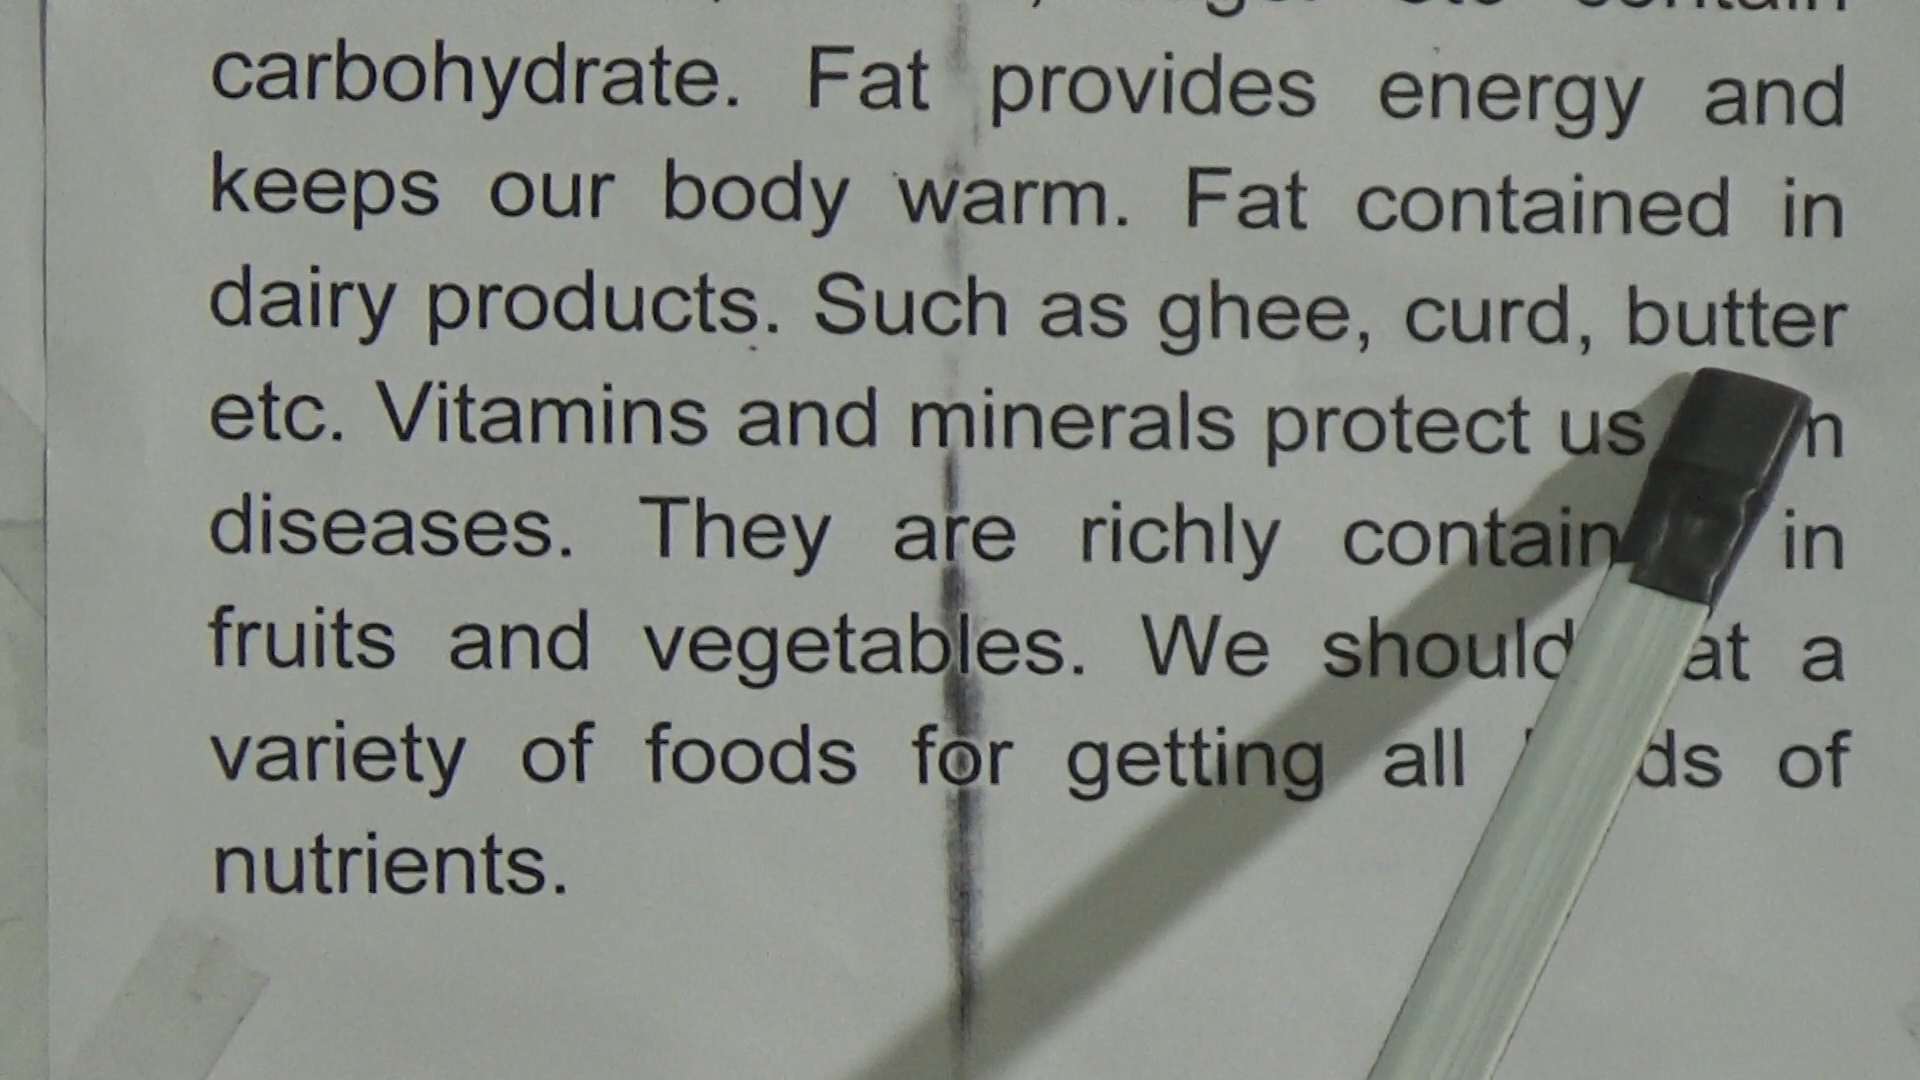 etc contain
carbohydrate. Fat provides energy and
keeps our body warm. Fat contained in
dairy products. Such as ghee, curd, butter
etc. Vitamins and minerals protect us
diseases. They are richly in
fruits and vegetables. We should a
variety of foods for getting all of
nutrients.